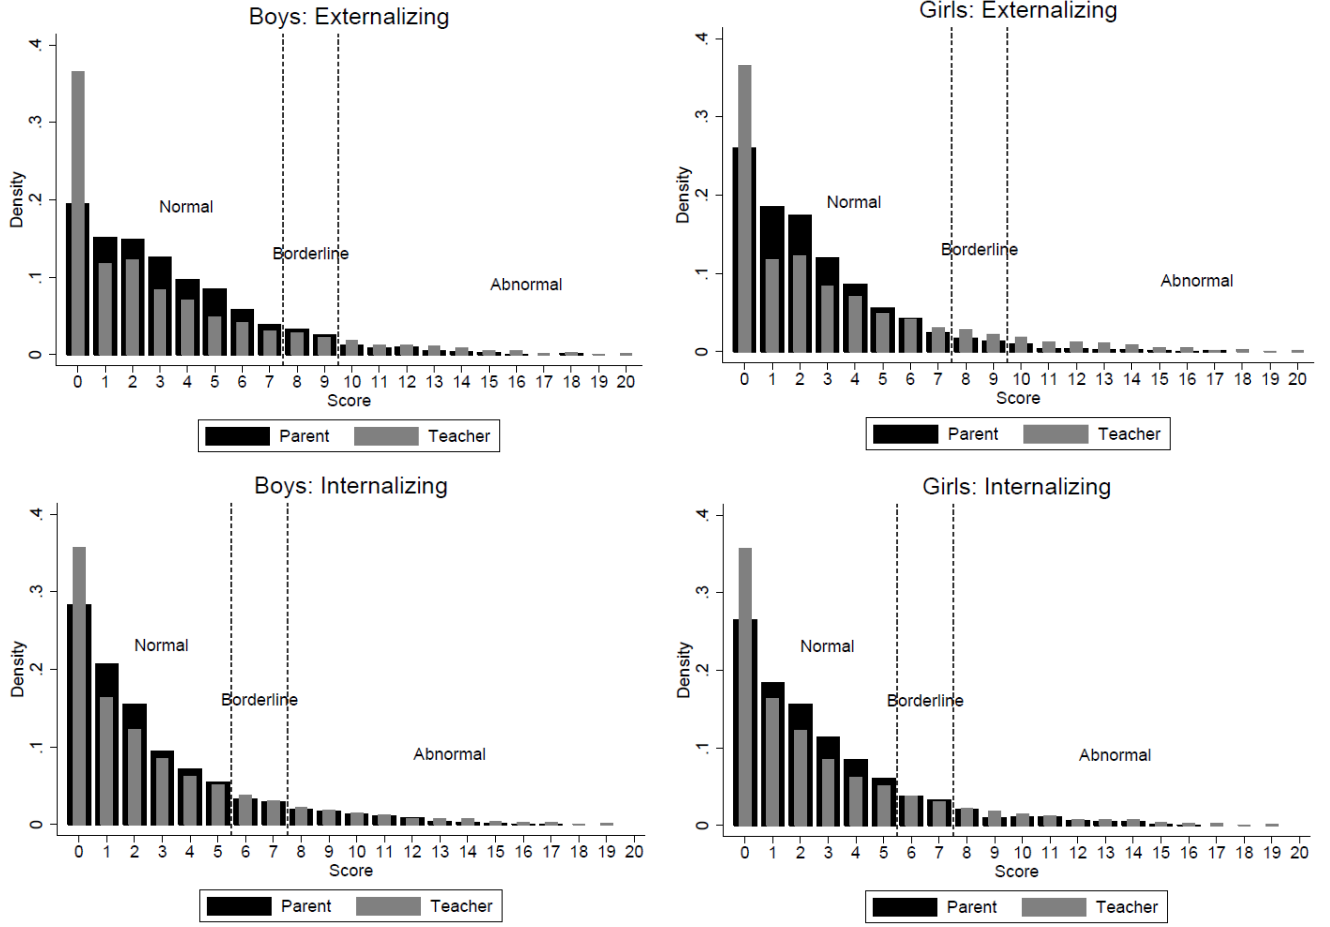 Boys: Externalizing
.4
.3
.2
.1
0
Density
Normal
Borderline
Abnormal
0 1 2 3 4 5 6 7 8 9 10 11 12 13 14 15 16 17 18 19 20
Score
Parent Teacher
Girls: Externalizing
.4
.3
.2
.1
0
Density
Normal
Borderline
Abnormal
0 1 2 3 4 5 6 7 8 9 10 11 12 13 14 15 16 17 18 19 20
Score
Parent Teacher
Boys: Internalizing
.4
.3
.2
.1
0
Density
Normal
Borderline
Abnormal
0 1 2 3 4 5 6 7 8 9 10 11 12 13 14 15 16 17 18 19 20
Score
Parent Teacher
Girls: Internalizing
.4
.3
.2
.1
0
Density
Normal
Borderline
Abnormal
0 1 2 3 4 5 6 7 8 9 10 11 12 13 14 15 16 17 18 19 20
Score
Parent Teacher